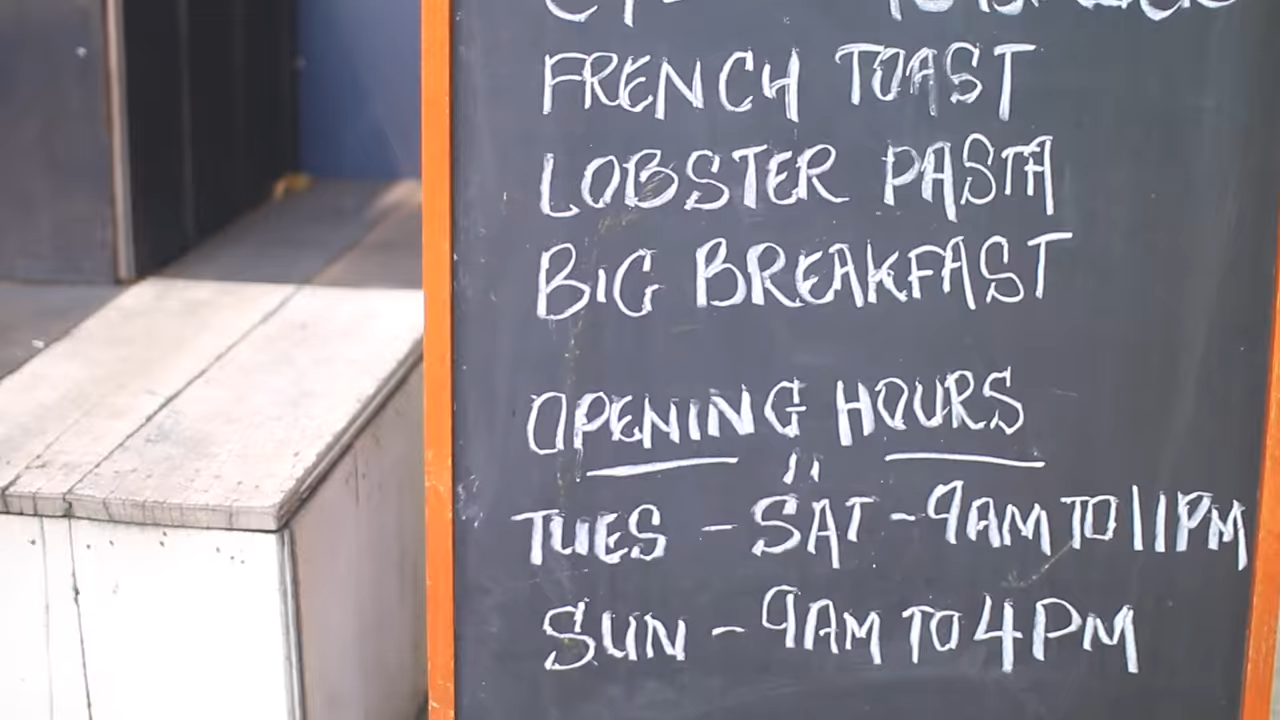 FRENCH TOAST
LOBSTER PASTA
BIG BREAKFAST
OPENING HOURS
TUES - SAT - 9AM TO 11PM
SUN - 9AM TO 4PM